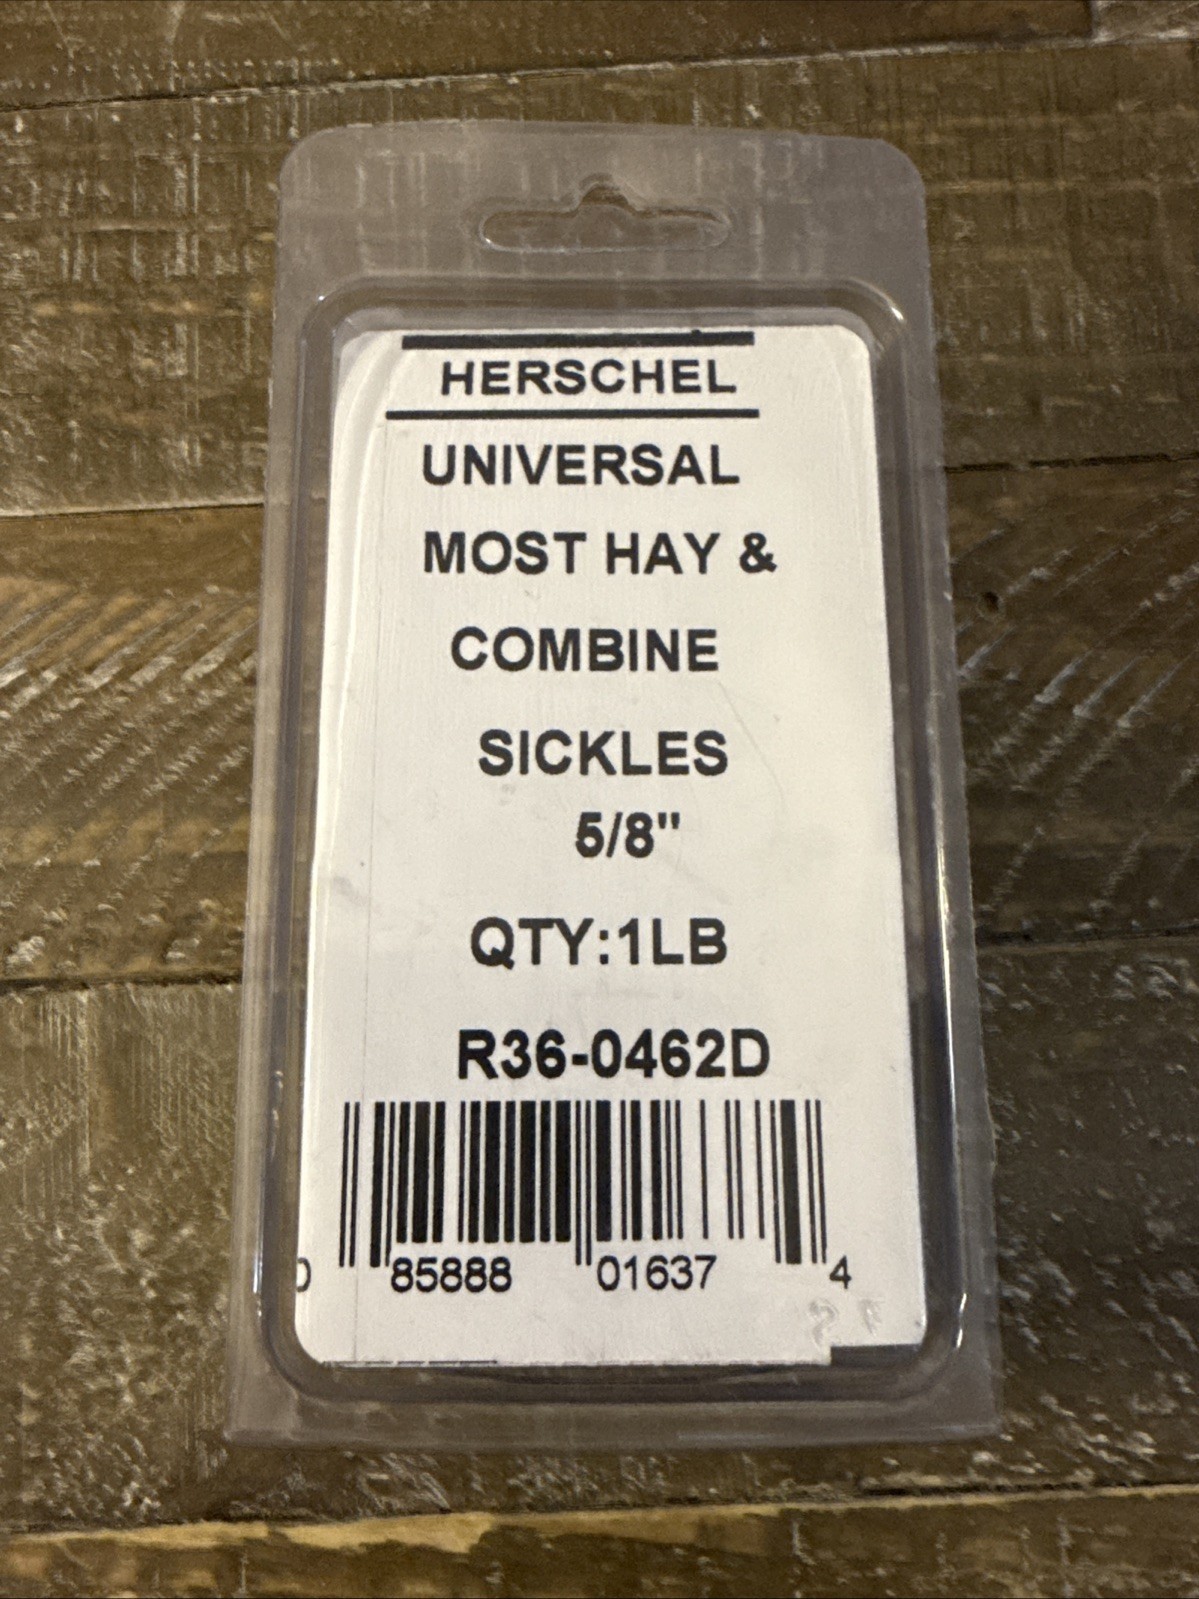 HERSCHEL
UNIVERSAL
MOST HAY &
COMBINE
SICKLES
5/8"
QTY:1LB
R36-0462D
0 85888 01637 4